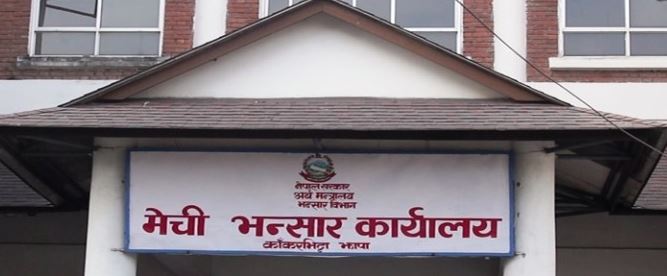 नेपाल सरकार
अर्थ मन्त्रालय
भन्सार विभाग
मेची भन्सार कार्यालय
काँकरभिट्टा झापा